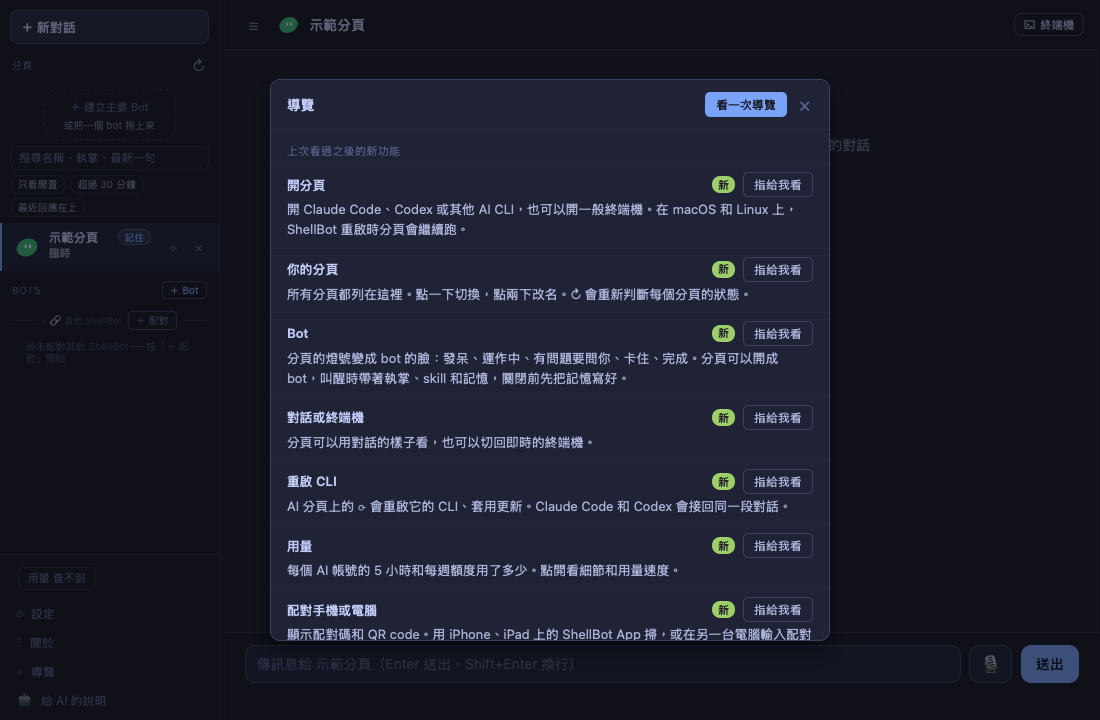 + 新對話
分頁
+ 建立主要 Bot
或把一個 bot 拖上來
搜尋名稱、執掌、最新一句
只看閒置
超過 30 分鐘
最近回應在上
示範分頁
記住
臨時
BOTS
+ Bot
其他 ShellBot
+ 配對
尚未配對其他 ShellBot——按「+ 配
對」開始
用量 查不到
設定
? 關於
導覽
給 AI 的說明
示範分頁
終端機
的對話
導覽
看一次導覽
上次看過之後的新功能
開分頁
新
指給我看
開 Claude Code、Codex 或其他 AI CLI，也可以開一般終端機。在 macOS 和 Linux 上，
ShellBot 重啟時分頁會繼續跑。
你的分頁
新
指給我看
所有分頁都列在這裡。點一下切換，點兩下改名。↻ 會重新判斷每個分頁的狀態。
Bot
新
指給我看
分頁的燈號變成 bot 的臉：發呆、運作中、有問題要問你、卡住、完成。分頁可以開成
bot，叫醒時帶著執掌、skill 和記憶，關閉前先把記憶寫好。
對話或終端機
新
指給我看
分頁可以用對話的樣子看，也可以切回即時的終端機。
重啟 CLI
新
指給我看
AI 分頁上的 ⟳ 會重啟它的 CLI、套用更新。Claude Code 和 Codex 會接回同一段對話。
用量
新
指給我看
每個 AI 帳號的 5 小時和每週額度用了多少。點開看細節和用量速度。
配對手機或電腦
新
指給我看
顯示配對碼和 QR code。用 iPhone、iPad 上的 ShellBot App 掃，或在另一台電腦輸入配對
傳訊息給 示範分頁（Enter 送出，Shift+Enter 換行）
送出